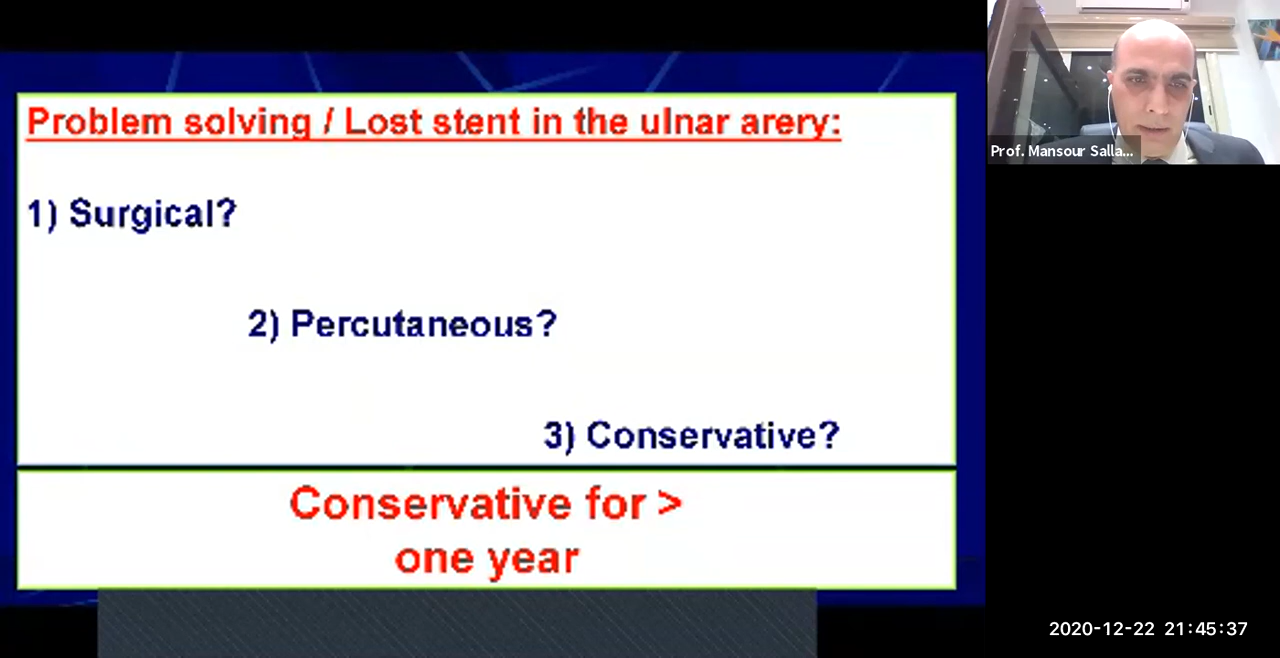 Problem solving / Lost stent in the ulnar arery:
1) Surgical?
2) Percutaneous?
3) Conservative?
Conservative for >
one year
Prof. Mansour Salla...
2020-12-22 21:45:37